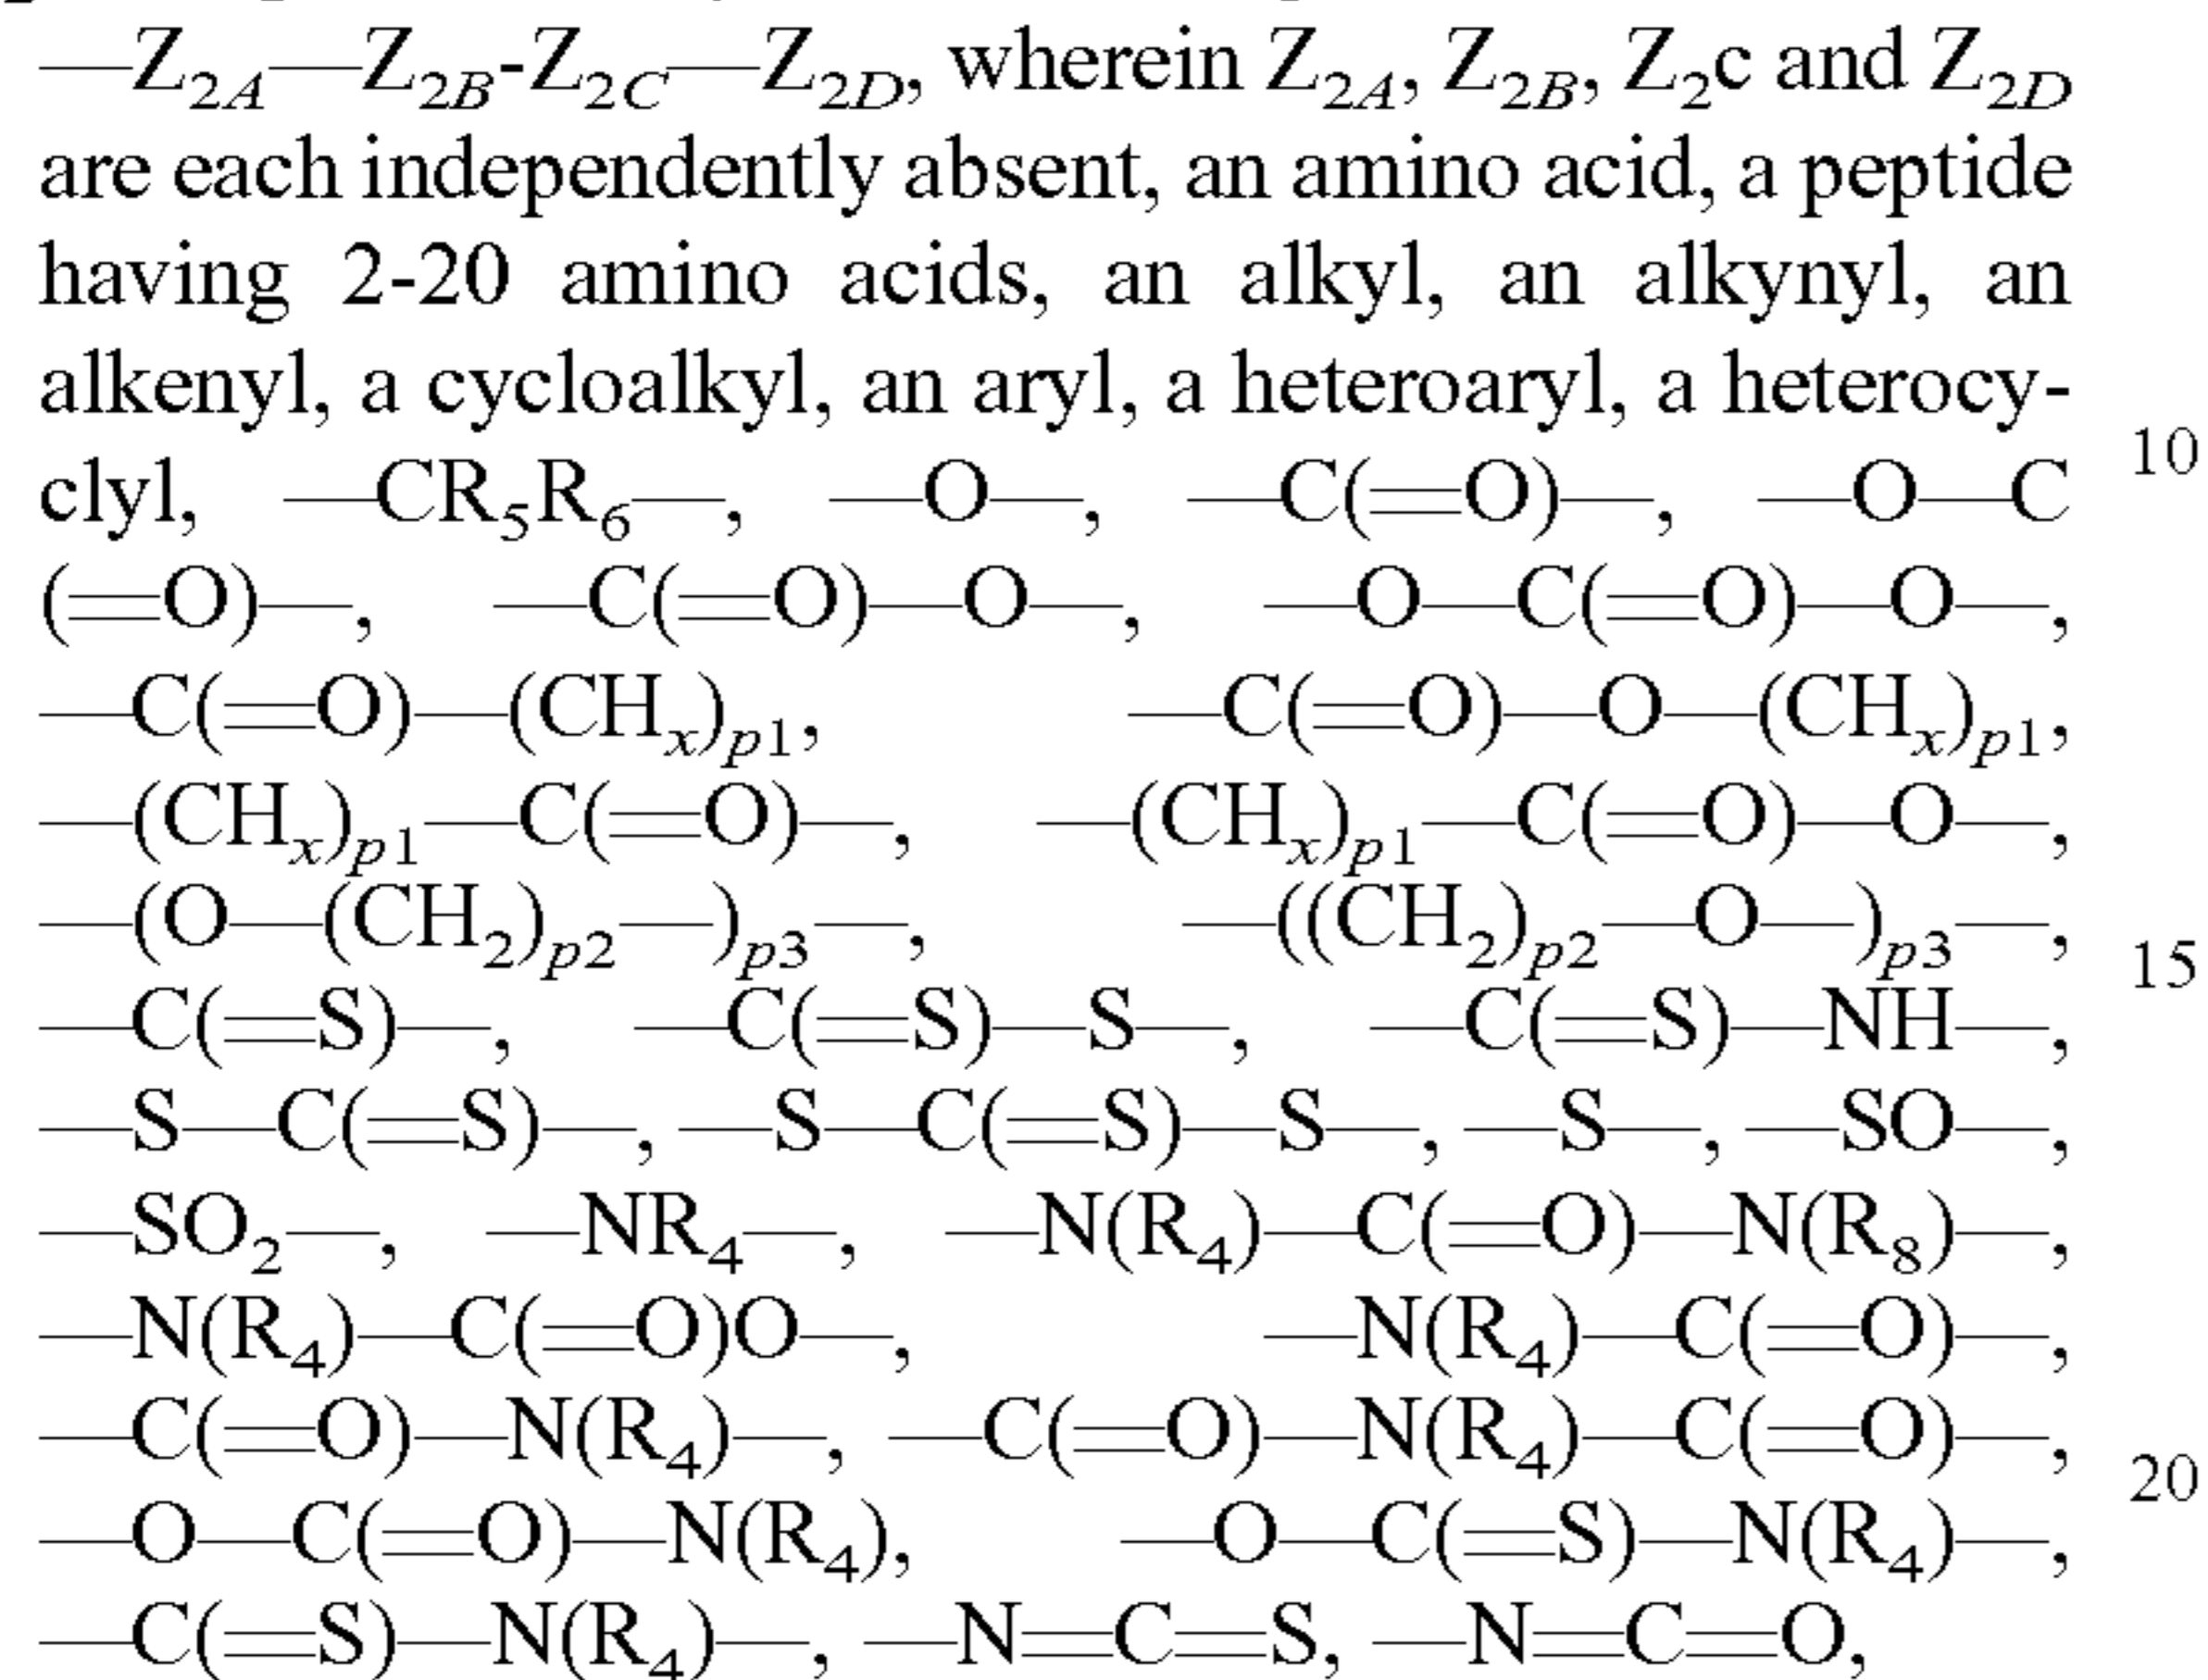 —Z₂A—Z₂B-Z₂C—Z₂D, wherein Z₂A, Z₂B, Z₂c and Z₂D
are each independently absent, an amino acid, a peptide
having 2-20 amino acids, an alkyl, an alkynyl, an
alkenyl, a cycloalkyl, an aryl, a heteroaryl, a heterocy-
clyl, —CR₅R₆—, —O—, —C(=O)—, —O—C 10
(=O)—, —C(=O)—O—, —O—C(=O)—O—,
—C(=O)—(CHₓ)p1, —C(=O)—O—(CHₓ)p1,
—(CHₓ)p1—C(=O)—, —(CHₓ)p1—C(=O)—O—,
—(O—(CH₂)p2—)p3—, —((CH₂)p2—O—)p3—, 15
—C(=S)—, —C(=S)—S—, —C(=S)—NH—,
—S—C(=S)—, —S—C(=S)—S—, —S—, —SO—,
—SO₂—, —NR₄—, —N(R₄)—C(=O)—N(R₈)—,
—N(R₄)—C(=O)O—, —N(R₄)—C(=O)—,
—C(=O)—N(R₄)—, —C(=O)—N(R₄)—C(=O)—, 20
—O—C(=O)—N(R₄), —O—C(=S)—N(R₄)—,
—C(=S)—N(R₄)—, —N=C=S, —N=C=O,